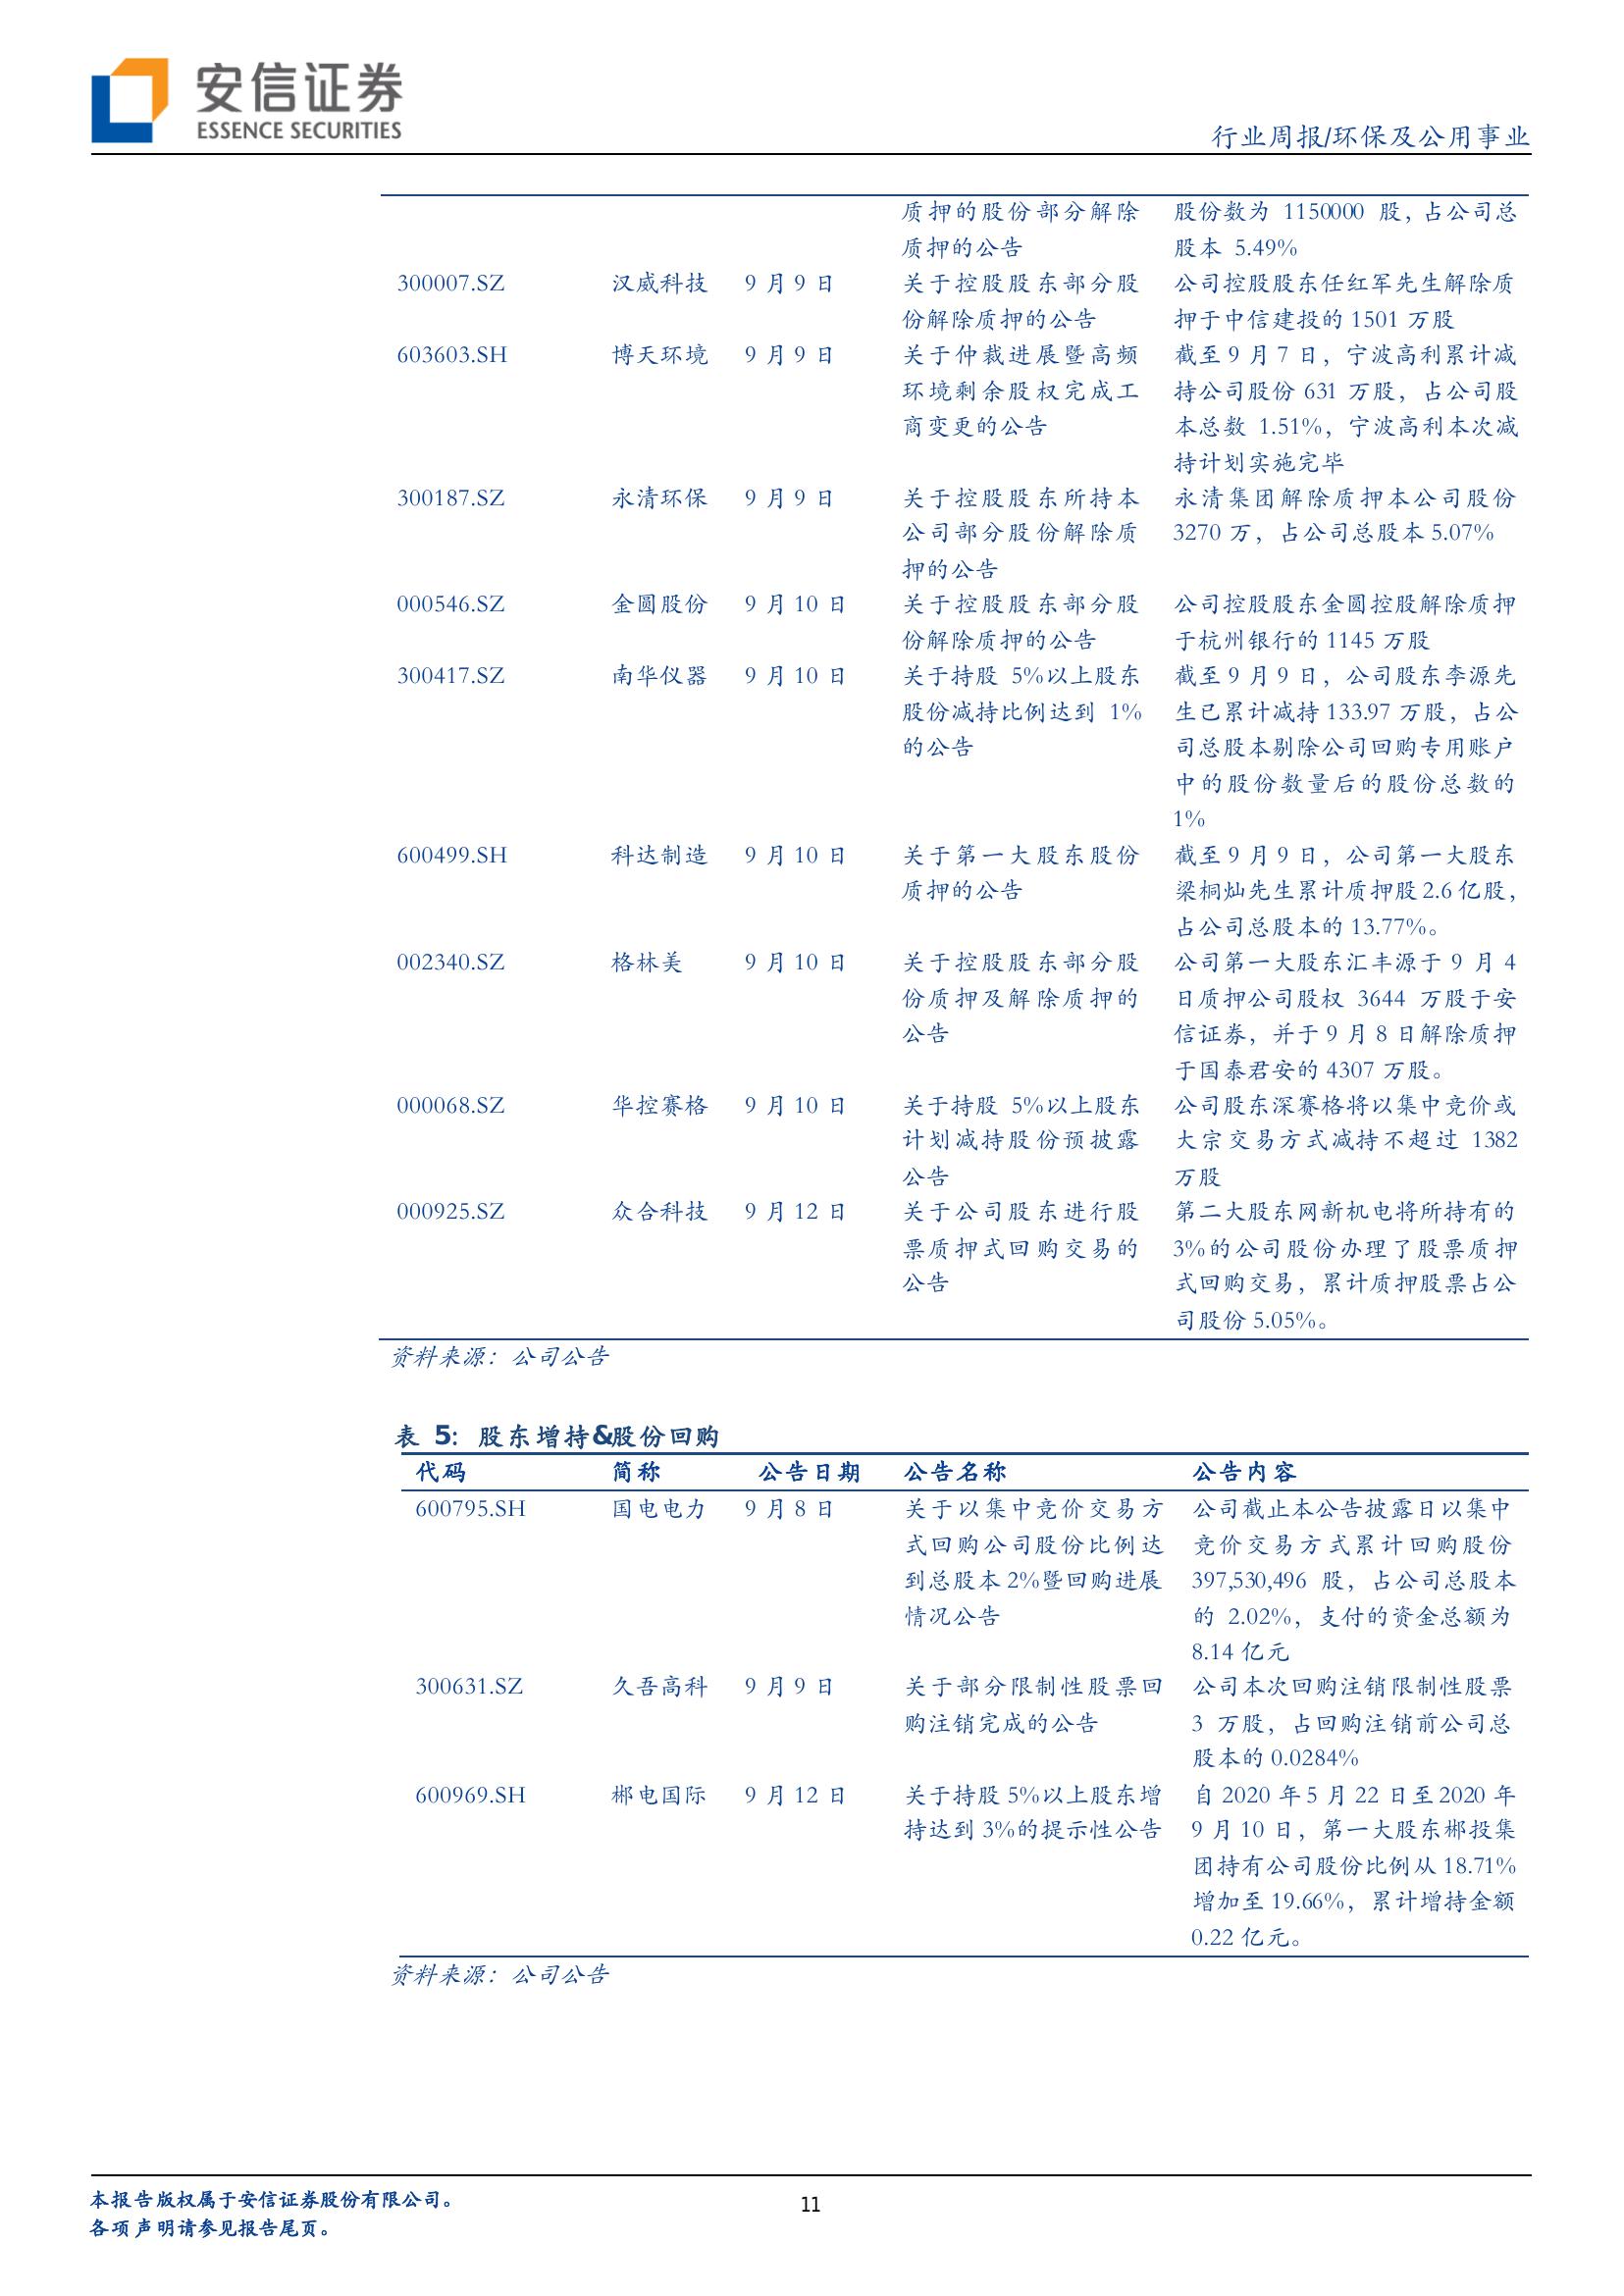 安信证券
ESSENCE SECURITIES
行业周报/环保及公用事业
质押的股份部分解除 股份数为 1150000 股，占公司总
质押的公告 股本 5.49%
300007.SZ 汉威科技 9 月 9 日 关于控股股东部分股 公司控股股东任红军先生解除质
份解除质押的公告 押于中信建投的 1501 万股
603603.SH 博天环境 9 月 9 日 关于仲裁进展暨高频 截至 9 月 7 日，宁波高利累计减
环境剩余股权完成工 持公司股份 631 万股，占公司股
商变更的公告 本总数 1.51%，宁波高利本次减
持计划实施完毕
300187.SZ 永清环保 9 月 9 日 关于控股股东所持本 永清集团解除质押本公司股份
公司部分股份解除质 3270 万，占公司总股本 5.07%
押的公告
000546.SZ 金圆股份 9 月 10 日 关于控股股东部分股 公司控股股东金圆控股解除质押
份解除质押的公告 于杭州银行的 1145 万股
300417.SZ 南华仪器 9 月 10 日 关于持股 5%以上股东 截至 9 月 9 日，公司股东李源先
股份减持比例达到 1% 生已累计减持 133.97 万股，占公
的公告 司总股本剔除公司回购专用账户
中的股份数量后的股份总数的
1%
600499.SH 科达制造 9 月 10 日 关于第一大股东股份 截至 9 月 9 日，公司第一大股东
质押的公告 梁桐灿先生累计质押股 2.6 亿股，
占公司总股本的 13.77%。
002340.SZ 格林美 9 月 10 日 关于控股股东部分股 公司第一大股东汇丰源于 9 月 4
份质押及解除质押的 日质押公司股权 3644 万股于安
公告 信证券，并于 9 月 8 日解除质押
于国泰君安的 4307 万股。
000068.SZ 华控赛格 9 月 10 日 关于持股 5%以上股东 公司股东深赛格将以集中竞价或
计划减持股份预披露 大宗交易方式减持不超过 1382
公告 万股
000925.SZ 众合科技 9 月 12 日 关于公司股东进行股 第二大股东网新机电将所持有的
票质押式回购交易的 3%的公司股份办理了股票质押
公告 式回购交易，累计质押股票占公
司股份 5.05%。
资料来源：公司公告
表 5：股东增持&股份回购
代码 简称 公告日期 公告名称 公告内容
600795.SH 国电电力 9 月 8 日 关于以集中竞价交易方 公司截止本公告披露日以集中
式回购公司股份比例达 竞价交易方式累计回购股份
到总股本 2%暨回购进展 397,530,496 股，占公司总股本
情况公告 的 2.02%，支付的资金总额为
8.14 亿元
300631.SZ 久吾高科 9 月 9 日 关于部分限制性股票回 公司本次回购注销限制性股票
购注销完成的公告 3 万股，占回购注销前公司总
股本的 0.0284%
600969.SH 郴电国际 9 月 12 日 关于持股 5%以上股东增 自 2020 年 5 月 22 日至 2020 年
持达到 3%的提示性公告 9 月 10 日，第一大股东郴投集
团持有公司股份比例从 18.71%
增加至 19.66%，累计增持金额
0.22 亿元。
资料来源：公司公告
本报告版权属于安信证券股份有限公司。
11
各项声明请参见报告尾页。